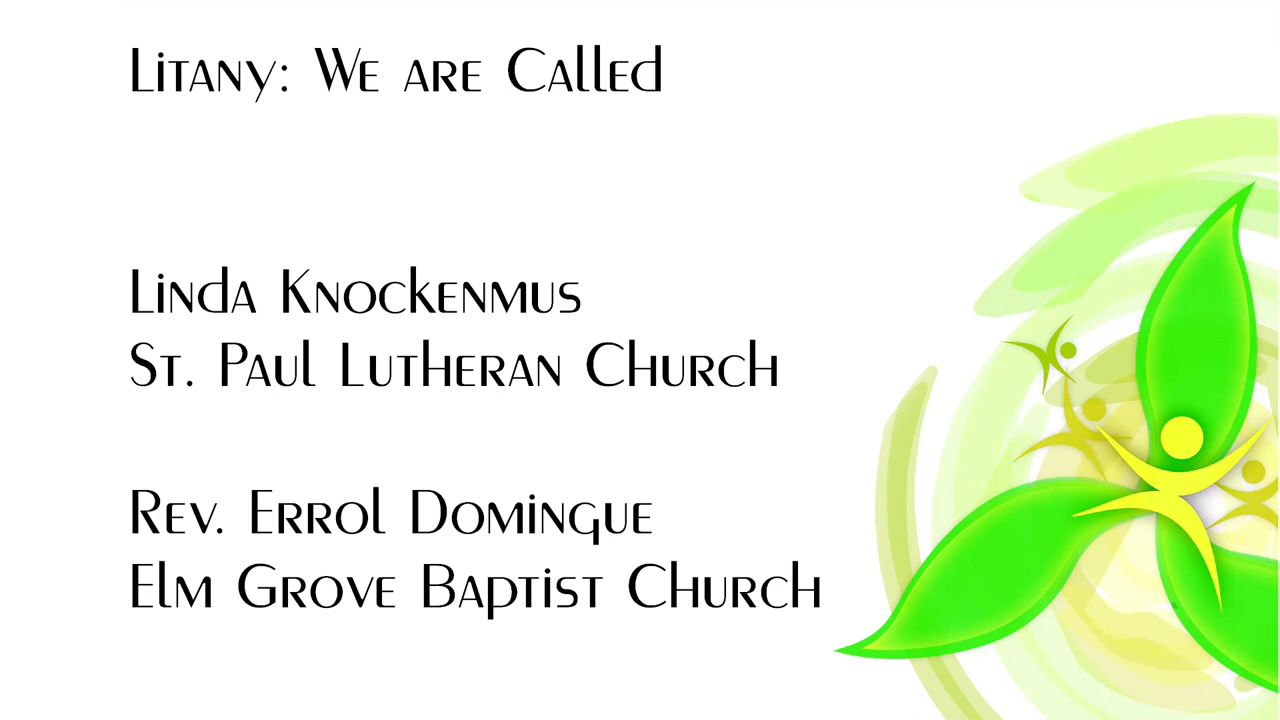 Litany: We are Called
Linda Knockenmus
St. Paul Lutheran Church
Rev. Errol Domingue
Elm Grove Baptist Church